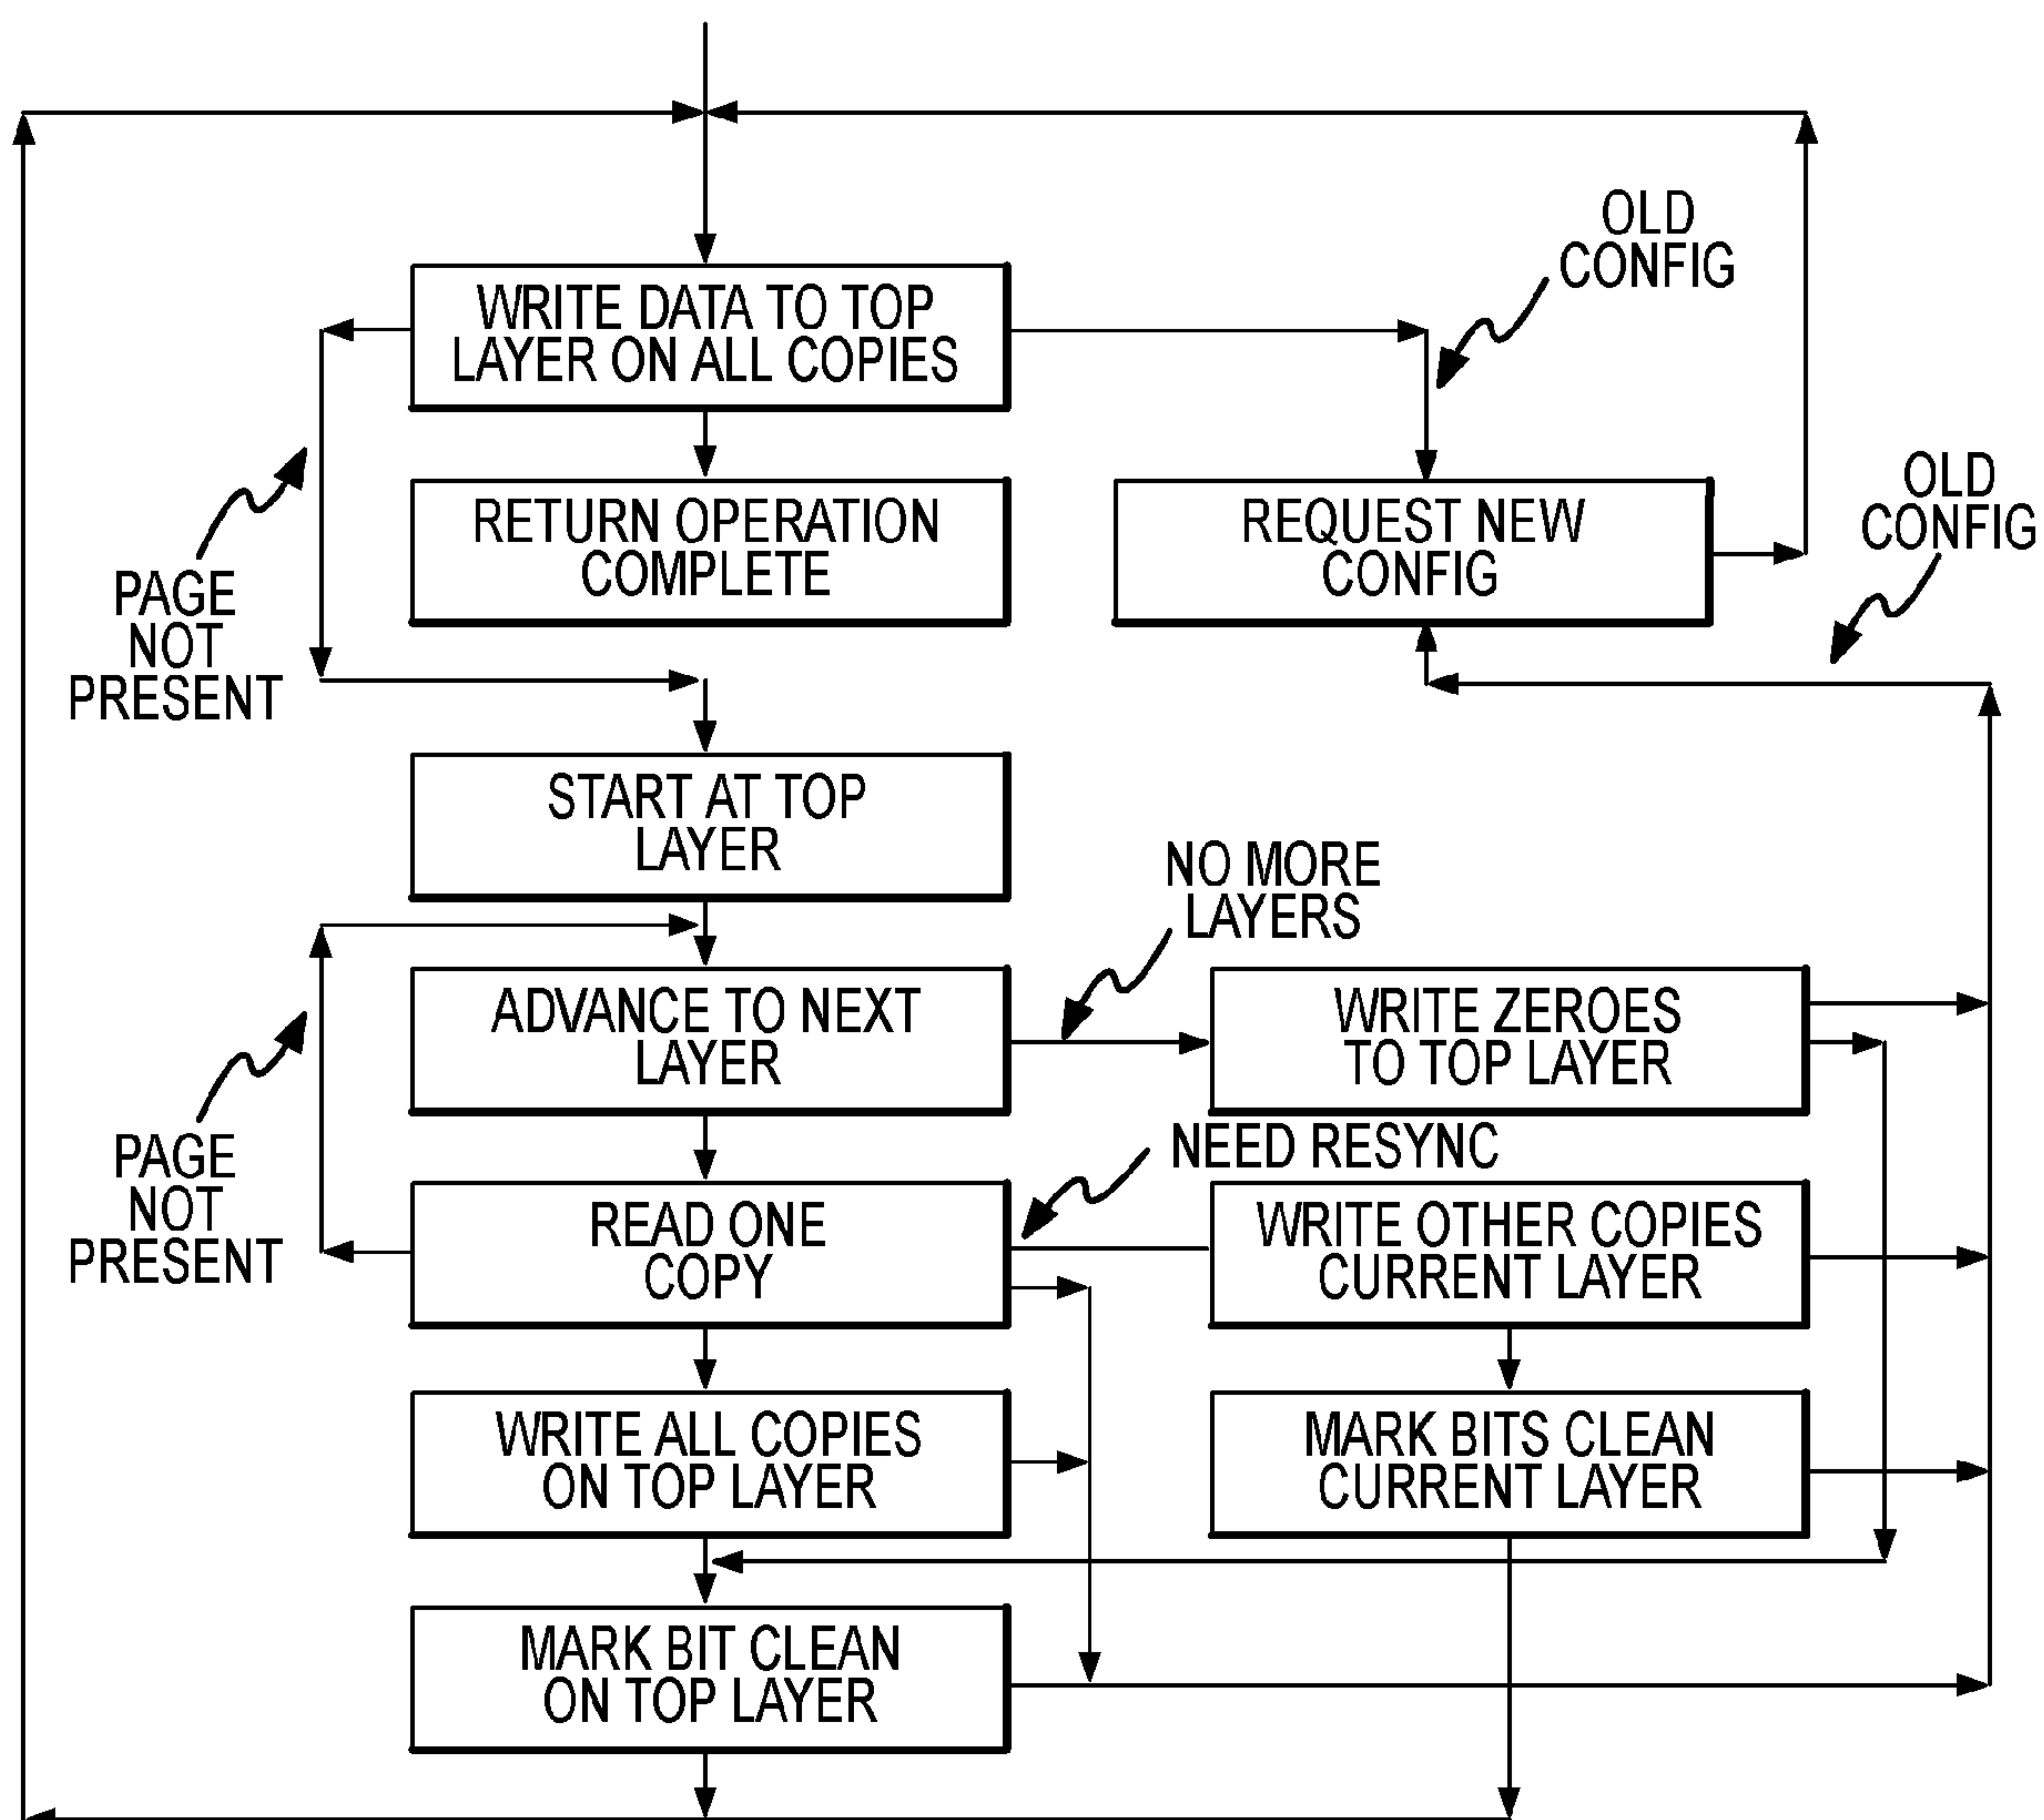 OLD
CONFIG
WRITE DATA TO TOP
LAYER ON ALL COPIES
RETURN OPERATION
COMPLETE
REQUEST NEW
CONFIG
OLD
CONFIG
PAGE
NOT
PRESENT
START AT TOP
LAYER
NO MORE
LAYERS
ADVANCE TO NEXT
LAYER
WRITE ZEROES
TO TOP LAYER
PAGE
NOT
PRESENT
NEED RESYNC
READ ONE
COPY
WRITE OTHER COPIES
CURRENT LAYER
WRITE ALL COPIES
ON TOP LAYER
MARK BITS CLEAN
CURRENT LAYER
MARK BIT CLEAN
ON TOP LAYER